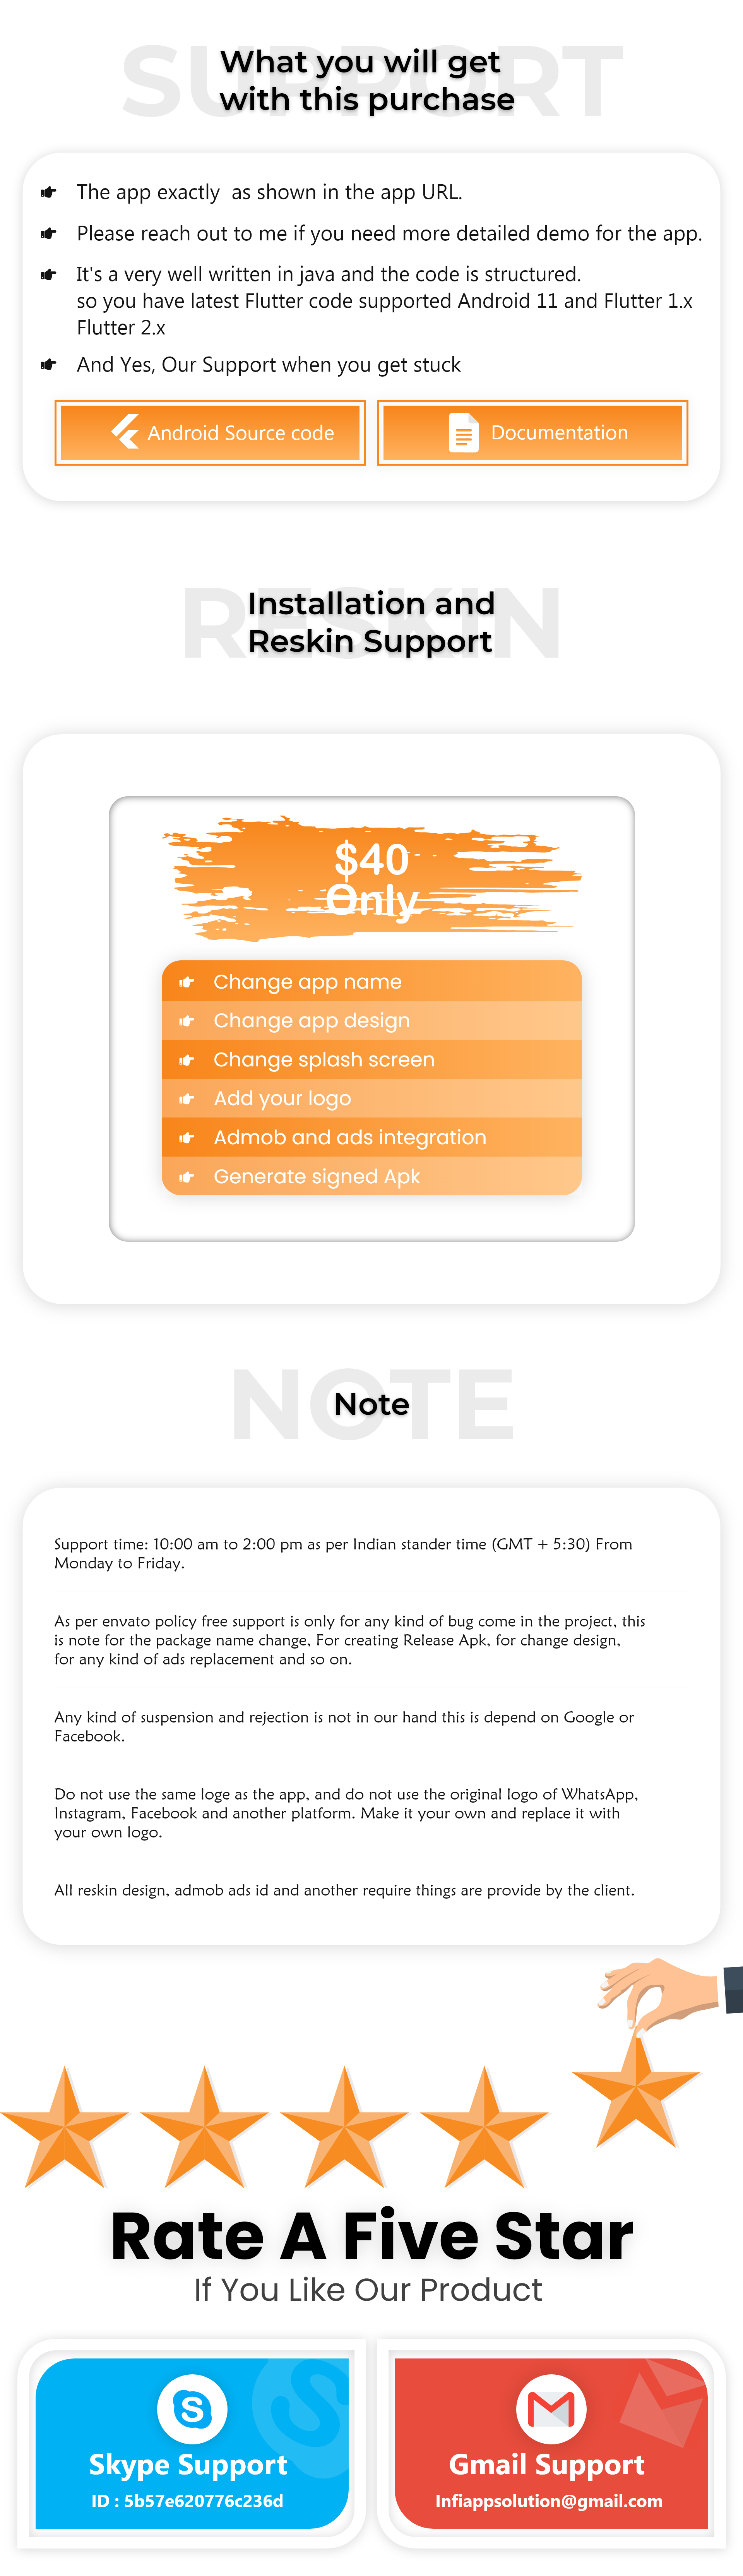 SUPPORT
What you will get
with this purchase
The app exactly  as shown in the app URL.
Please reach out to me if you need more detailed demo for the app.
It's a very well written in java and the code is structured.
so you have latest Flutter code supported Android 11 and Flutter 1.x
Flutter 2.x
And Yes, Our Support when you get stuck
Android Source code
Documentation
RESKIN
Installation and
Reskin Support
$40
Only
Change app name
Change app design
Change splash screen
Add your logo
Admob and ads integration
Generate signed Apk
NOTE
Note
Support time: 10:00 am to 2:00 pm as per Indian stander time (GMT + 5:30) From
Monday to Friday.
As per envato policy free support is only for any kind of bug come in the project, this
is note for the package name change, For creating Release Apk, for change design,
for any kind of ads replacement and so on.
Any kind of suspension and rejection is not in our hand this is depend on Google or
Facebook.
Do not use the same loge as the app, and do not use the original logo of WhatsApp,
Instagram, Facebook and another platform. Make it your own and replace it with
your own logo.
All reskin design, admob ads id and another require things are provide by the client.
Rate A Five Star
If You Like Our Product
Skype Support
ID : 5b57e620776c236d
Gmail Support
Infiappsolution@gmail.com